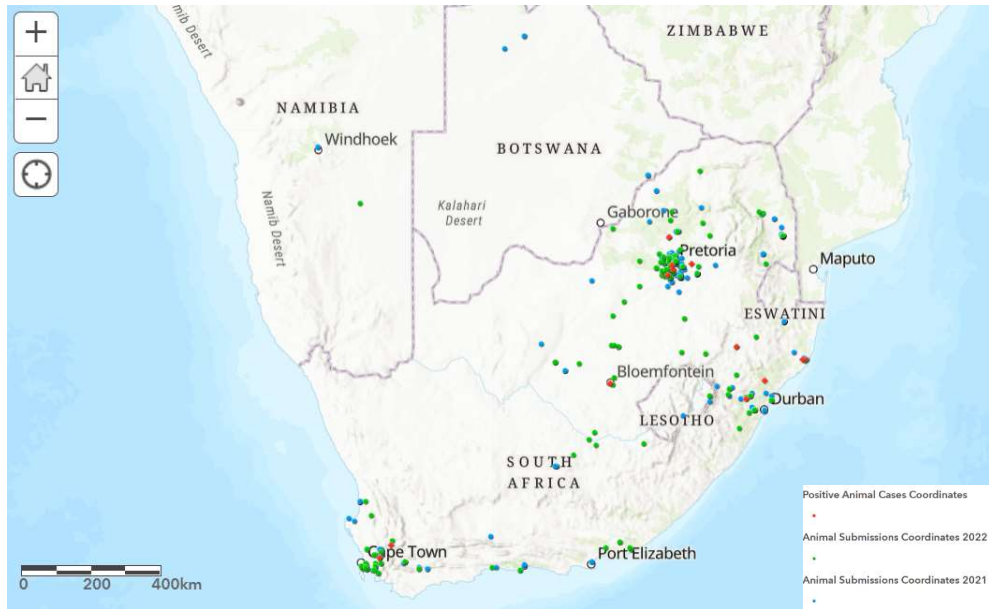 +
−
mib Desert
ZIMBABWE
NAMIBIA
Windhoek
BOTSWANA
Kalahari
Desert
Namib Desert
Gaborone
Pretoria
Maputo
ESWATINI
Bloemfontein
Durban
LESOTHO
SOUTH
AFRICA
Cape Town
Port Elizabeth
0 200 400km
Positive Animal Cases Coordinates
Animal Submissions Coordinates 2022
Animal Submissions Coordinates 2021